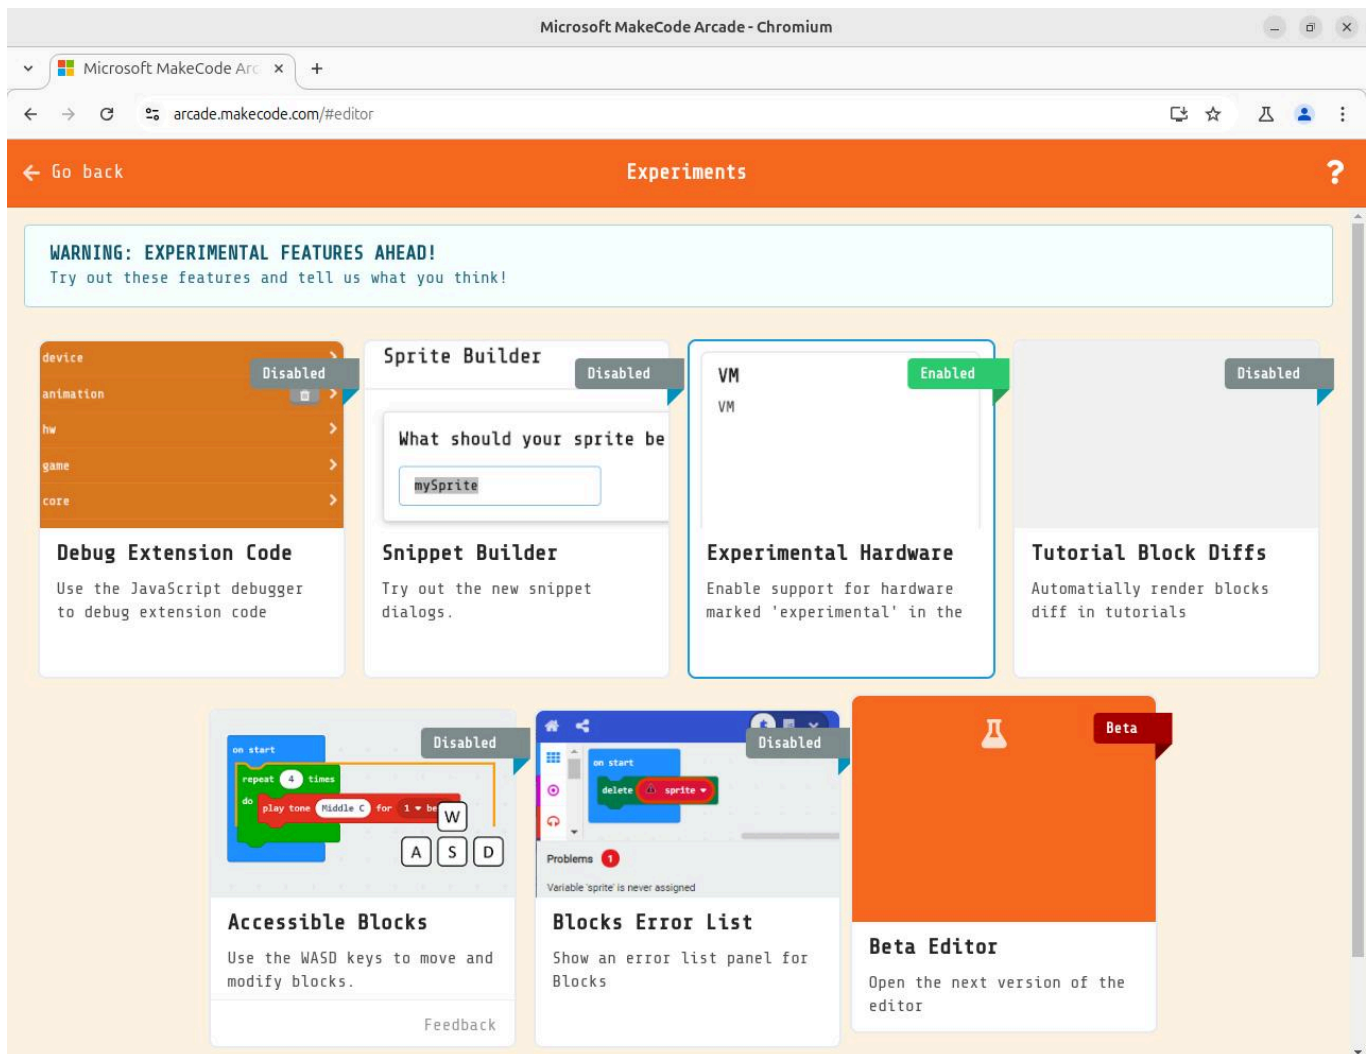 Microsoft MakeCode Arcade - Chromium
Microsoft MakeCode Arc
arcade.makecode.com/#editor
Go back
Experiments
?
WARNING: EXPERIMENTAL FEATURES AHEAD!
Try out these features and tell us what you think!
device
animation
hw
game
core
Disabled
Debug Extension Code
Use the JavaScript debugger
to debug extension code
Sprite Builder
Disabled
What should your sprite be
mySprite
Snippet Builder
Try out the new snippet
dialogs.
VM
VM
Enabled
Experimental Hardware
Enable support for hardware
marked 'experimental' in the
Disabled
Tutorial Block Diffs
Automatially render blocks
diff in tutorials
on start
repeat 4 times
do play tone Middle C for 1 be
W
A S D
Disabled
Accessible Blocks
Use the WASD keys to move and
modify blocks.
Feedback
on start
delete sprite
Disabled
Problems 1
Variable 'sprite' is never assigned
Blocks Error List
Show an error list panel for
Blocks
Beta
Beta Editor
Open the next version of the
editor